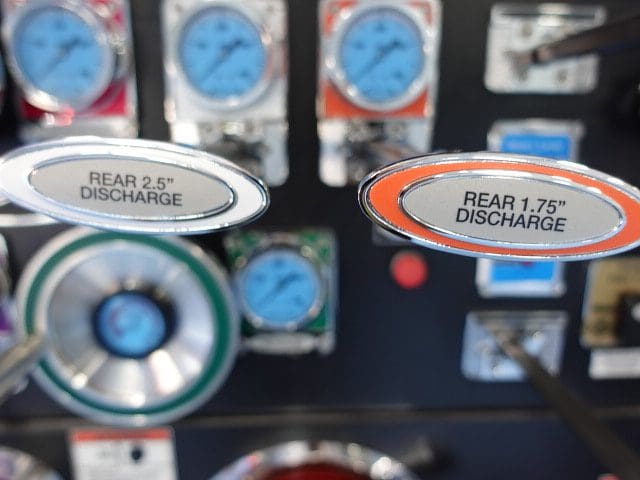 REAR 2.5"
DISCHARGE
REAR 1.75"
DISCHARGE